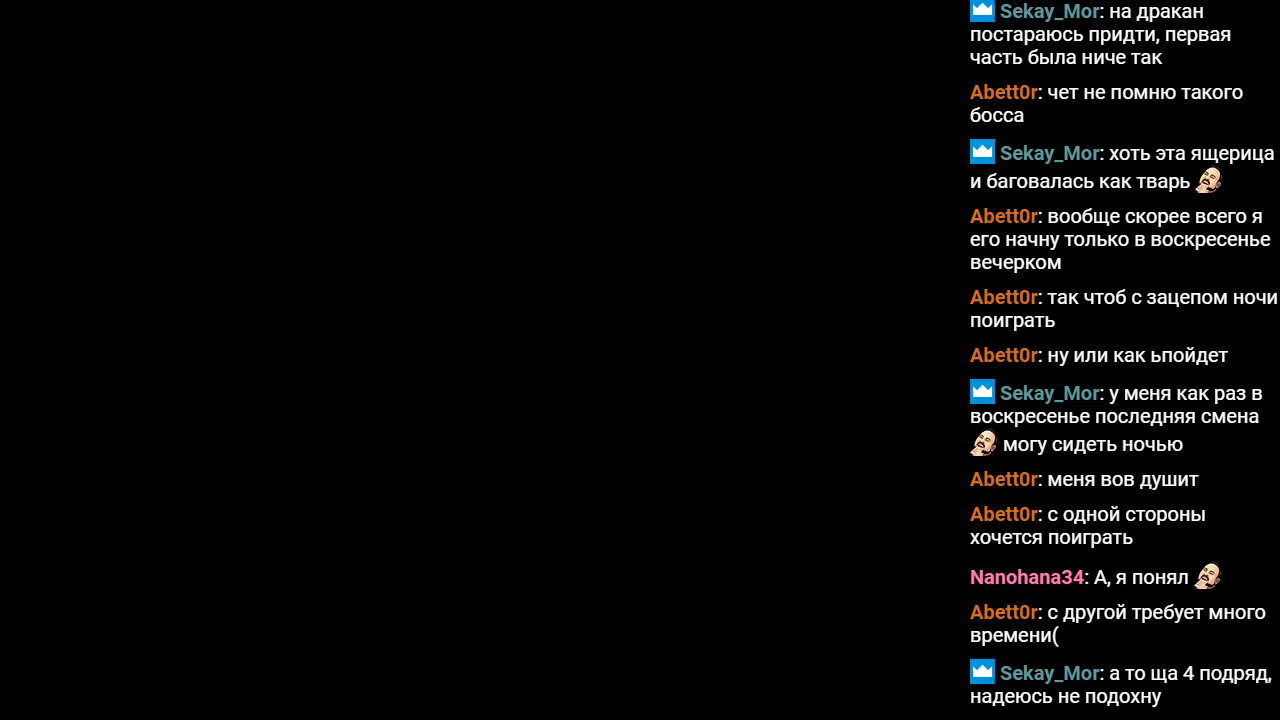 Sekay_Mor: на дракан
постараюсь придти, первая
часть была ниче так
Abett0r: чет не помню такого
босса
Sekay_Mor: хоть эта ящерица
и баговалась как тварь
Abett0r: вообще скорее всего я
его начну только в воскресенье
вечерком
Abett0r: так чтоб с зацепом ночи
поиграть
Abett0r: ну или как ьпойдет
Sekay_Mor: у меня как раз в
воскресенье последняя смена
могу сидеть ночью
Abett0r: меня вов душит
Abett0r: с одной стороны
хочется поиграть
Nanohana34: А, я понял
Abett0r: с другой требует много
времени(
Sekay_Mor: а то ща 4 подряд,
надеюсь не подохну